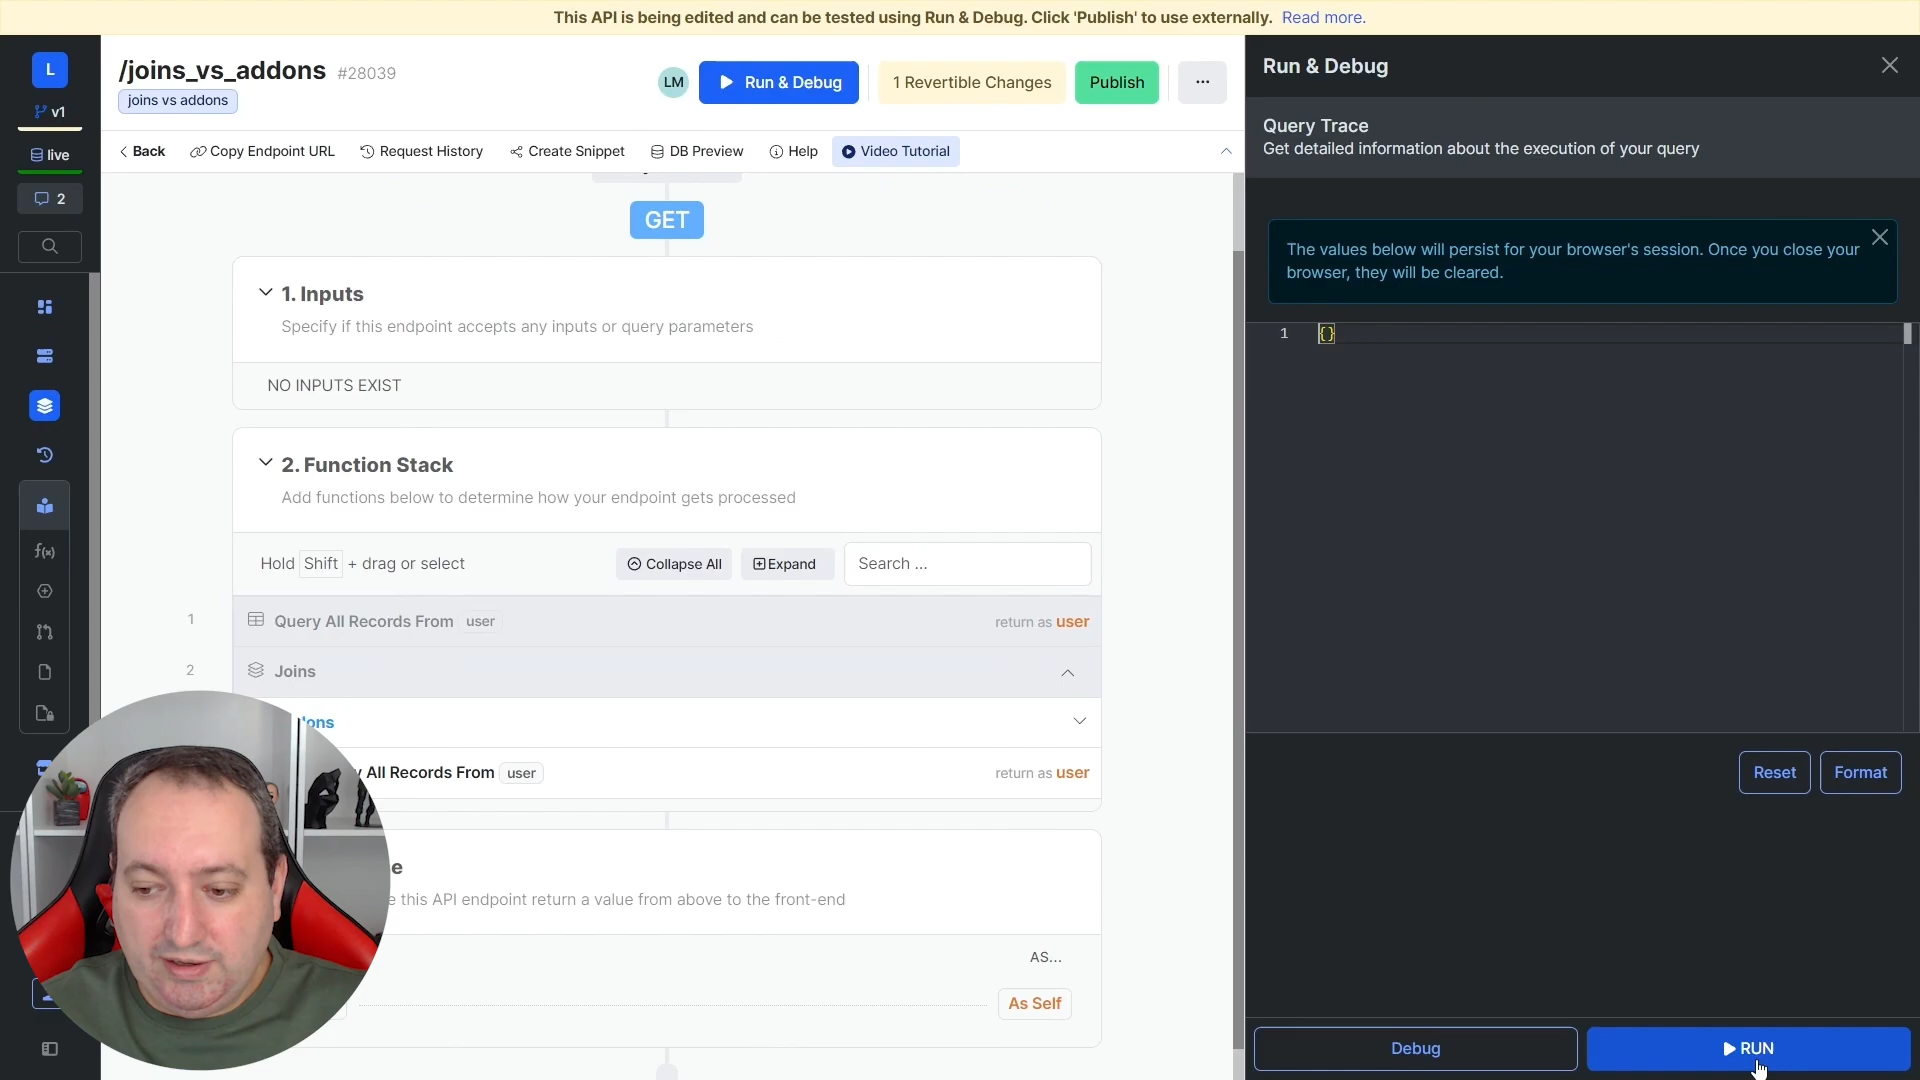 This API is being edited and can be tested using Run & Debug. Click 'Publish' to use externally. Read more.
L
v1
live
2
/joins_vs_addons #28039
joins vs addons
LM
Run & Debug
1 Revertible Changes
Publish
...
Back
Copy Endpoint URL
Request History
Create Snippet
DB Preview
Help
Video Tutorial
GET
1. Inputs
Specify if this endpoint accepts any inputs or query parameters
NO INPUTS EXIST
2. Function Stack
Add functions below to determine how your endpoint gets processed
Hold Shift + drag or select
Collapse All
Expand
Search ...
1 Query All Records From user return as user
2 Joins
ons
All Records From user return as user
e
this API endpoint return a value from above to the front-end
AS...
As Self
f(x)
Run & Debug
Query Trace
Get detailed information about the execution of your query
The values below will persist for your browser's session. Once you close your
browser, they will be cleared.
1 {}
Reset
Format
Debug
RUN